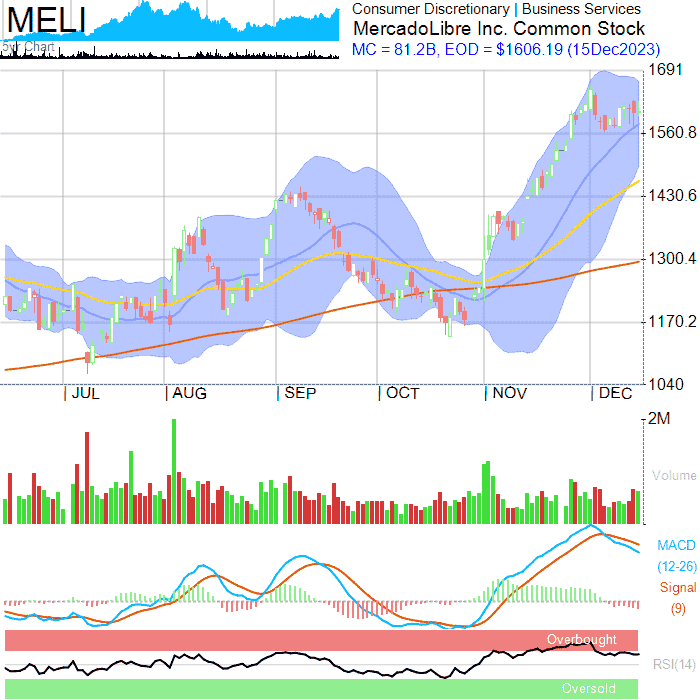 MELI
5yr Chart
Consumer Discretionary | Business Services
MercadoLibre Inc. Common Stock
MC = 81.2B, EOD = $1606.19 (15Dec2023)
1691
1560.8
1430.6
1300.4
1170.2
1040
| JUL | AUG | SEP | OCT | NOV | DEC
2M
Volume
MACD
(12-26)
Signal
(9)
Overbought
RSI(14)
Oversold